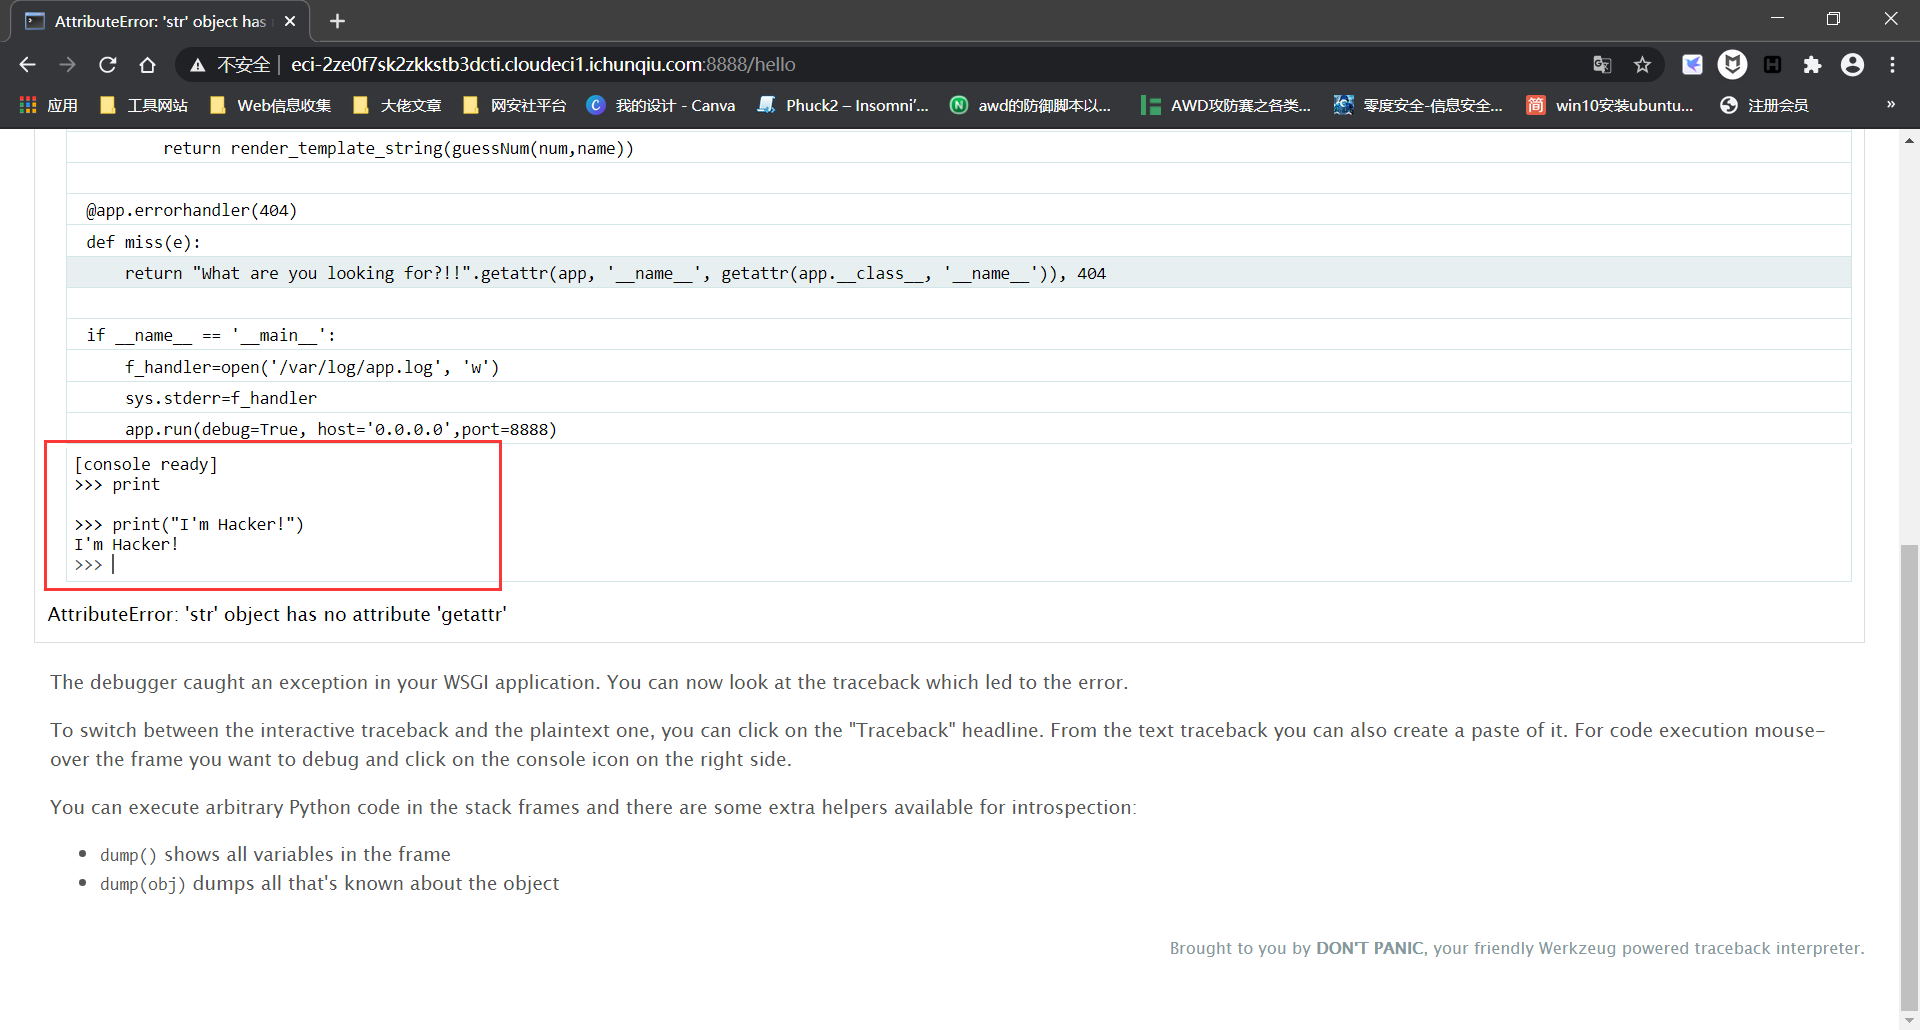 AttributeError: 'str' object has
不安全 eci-2ze0f7sk2zkkstb3dcti.cloudeci1.ichunqiu.com:8888/hello
应用 工具网站 Web信息收集 大佬文章 网安社平台 我的设计 - Canva Phuck2 – Insomni'... awd的防御脚本以... AWD攻防赛之各类... 零度安全-信息安全... win10安装ubuntu... 注册会员 »
return render_template_string(guessNum(num,name))
@app.errorhandler(404)
def miss(e):
return "What are you looking for?!!".getattr(app, '__name__', getattr(app.__class__, '__name__')), 404
if __name__ == '__main__':
f_handler=open('/var/log/app.log', 'w')
sys.stderr=f_handler
app.run(debug=True, host='0.0.0.0',port=8888)
[console ready]
>>> print
>>> print("I'm Hacker!")
I'm Hacker!
>>>
AttributeError: 'str' object has no attribute 'getattr'
The debugger caught an exception in your WSGI application. You can now look at the traceback which led to the error.
To switch between the interactive traceback and the plaintext one, you can click on the "Traceback" headline. From the text traceback you can also create a paste of it. For code execution mouse-
over the frame you want to debug and click on the console icon on the right side.
You can execute arbitrary Python code in the stack frames and there are some extra helpers available for introspection:
• dump() shows all variables in the frame
• dump(obj) dumps all that's known about the object
Brought to you by DON'T PANIC, your friendly Werkzeug powered traceback interpreter.